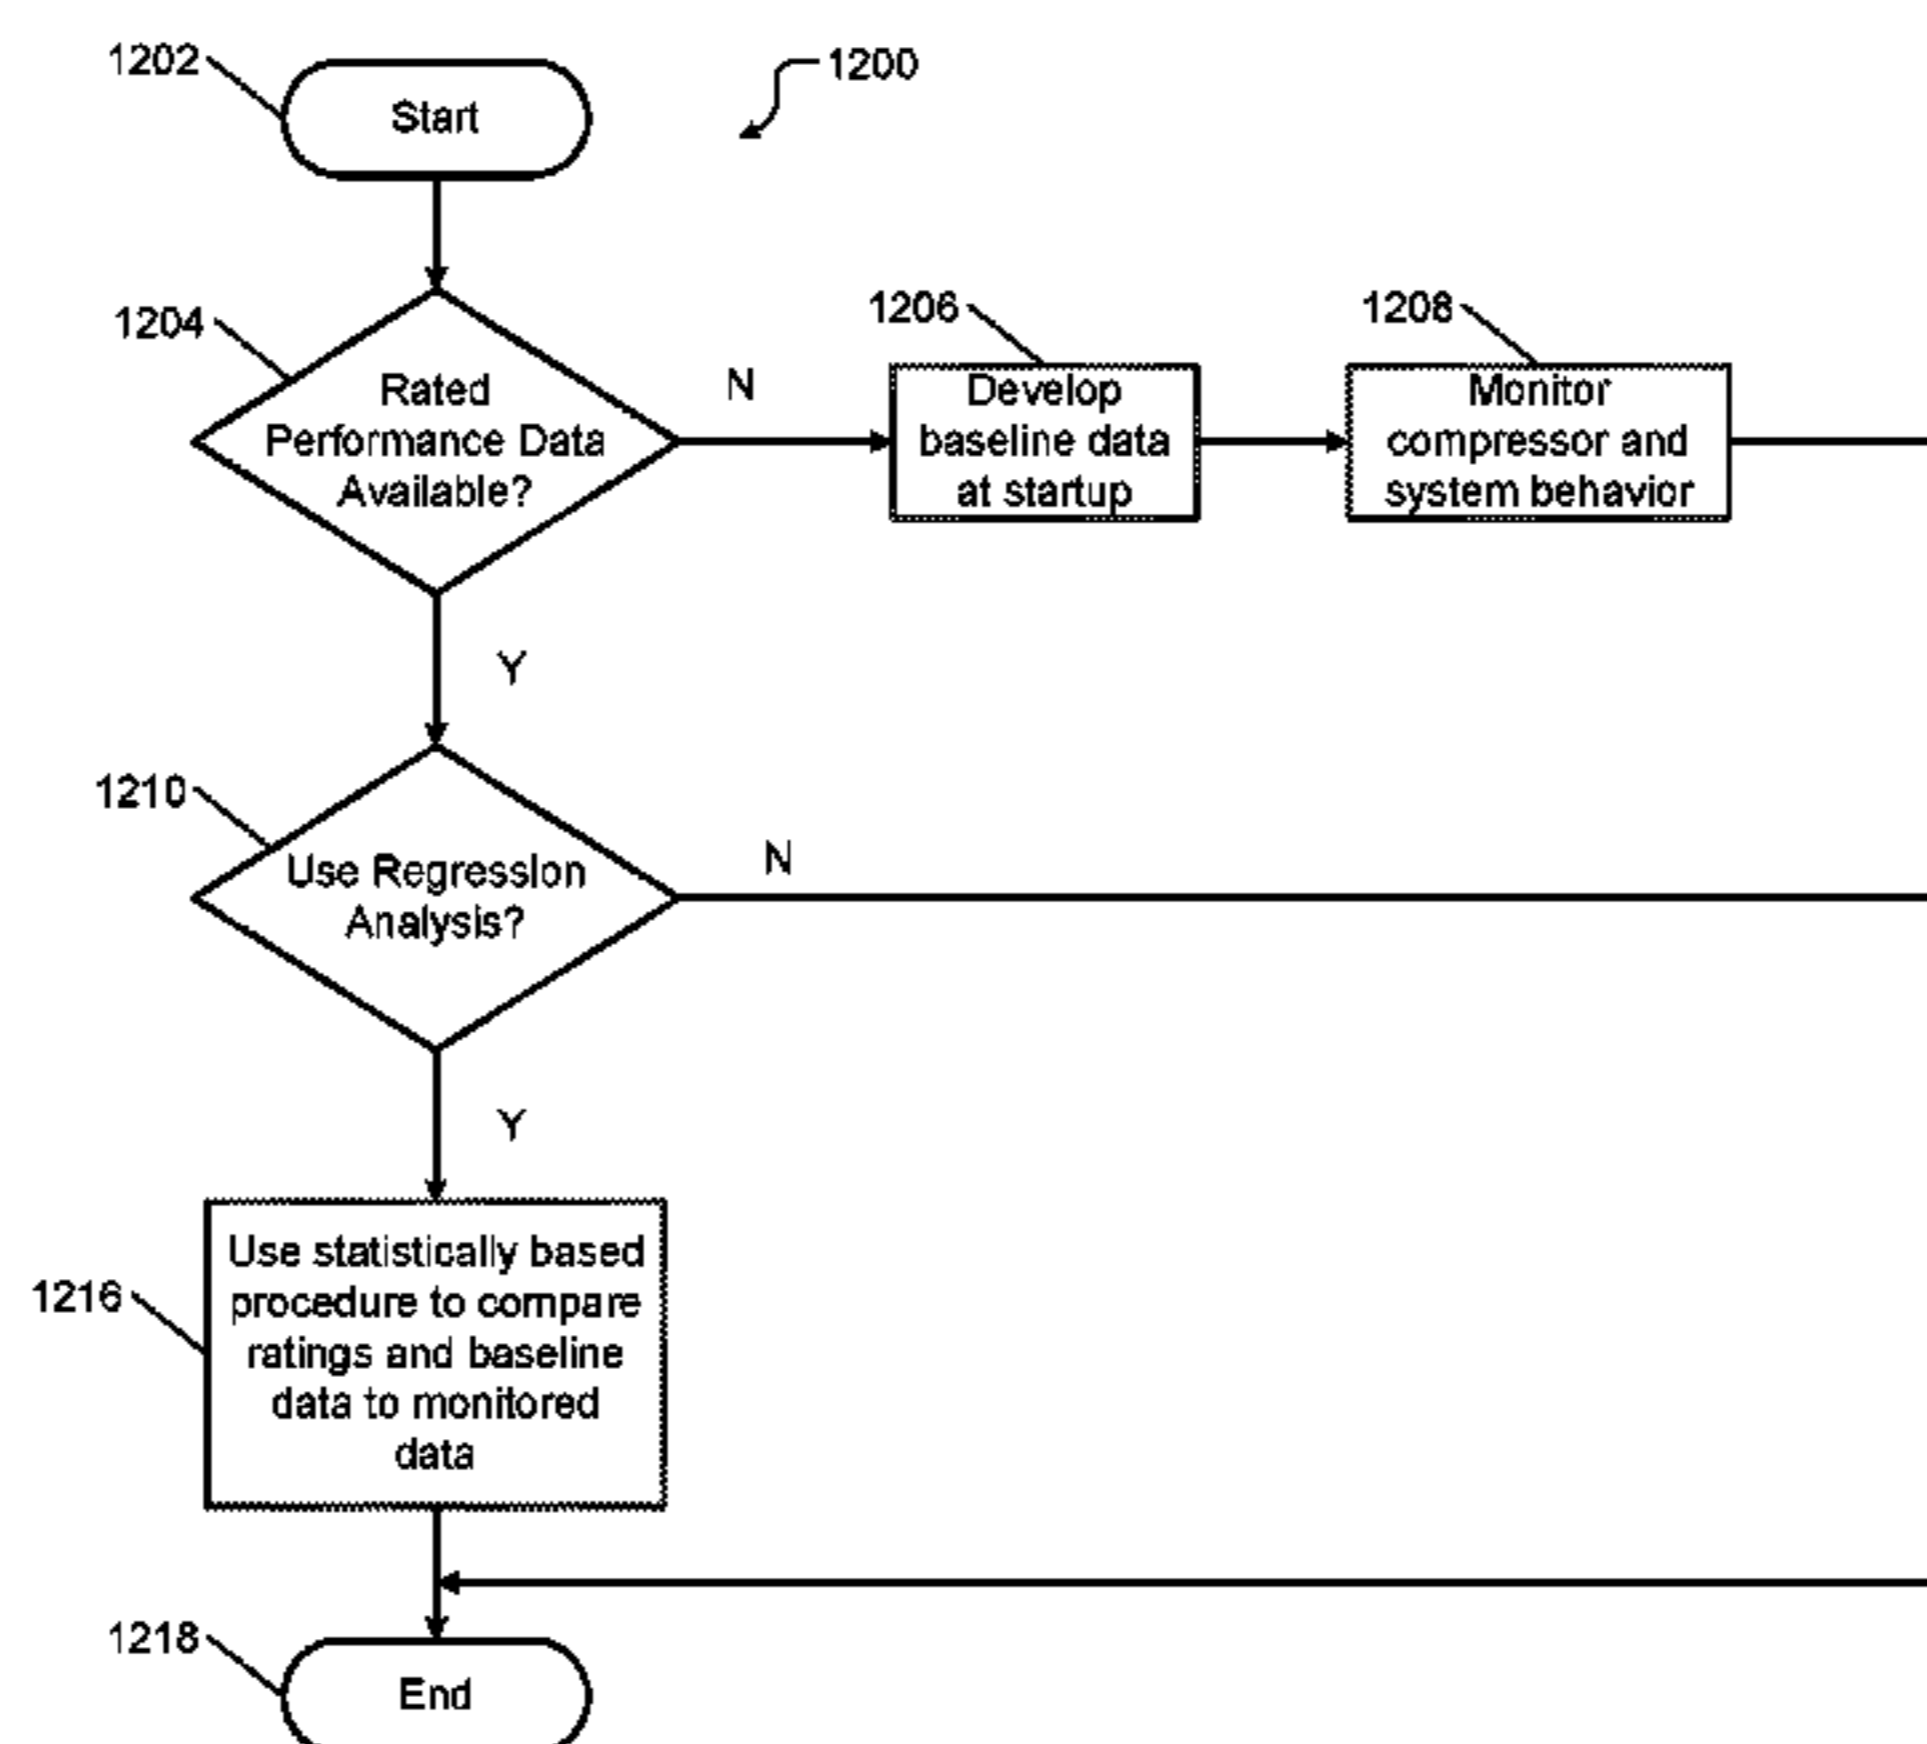 1202
Start
1200
1204
Rated
Performance Data
Available?
N
1206
Develop
baseline data
at startup
1208
Monitor
compressor and
system behavior
Y
1210
Use Regression
Analysis?
N
Y
1216
Use statistically based
procedure to compare
ratings and baseline
data to monitored
data
1218
End